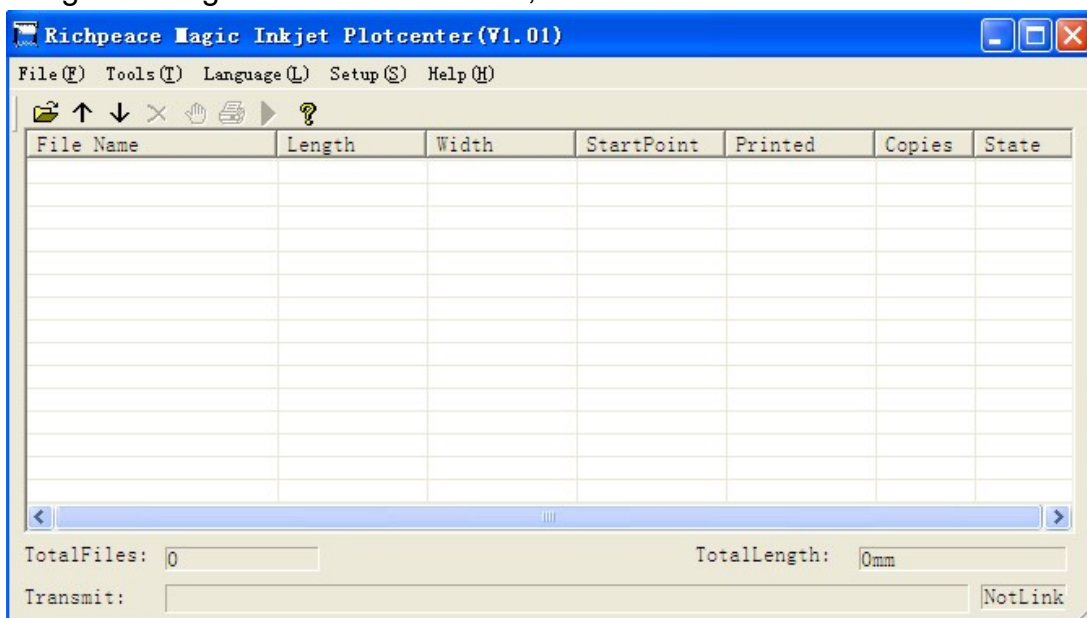 Richpeace Magic Inkjet Plotcenter(V1.01)
File(F) Tools(T) Language(L) Setup(S) Help(H)
File Name Length Width StartPoint Printed Copies State
TotalFiles: 0 TotalLength: 0mm
Transmit: NotLink